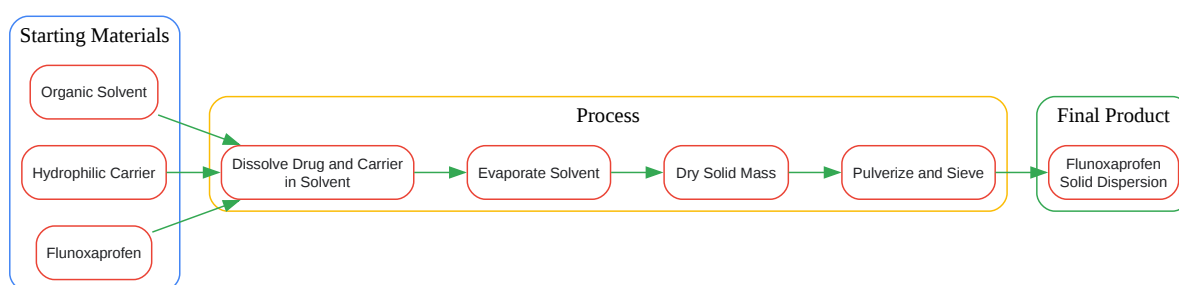 Starting Materials
Organic Solvent
Hydrophilic Carrier
Flunoxaprofen
Process
Dissolve Drug and Carrier
in Solvent
Evaporate Solvent
Dry Solid Mass
Pulverize and Sieve
Final Product
Flunoxaprofen
Solid Dispersion